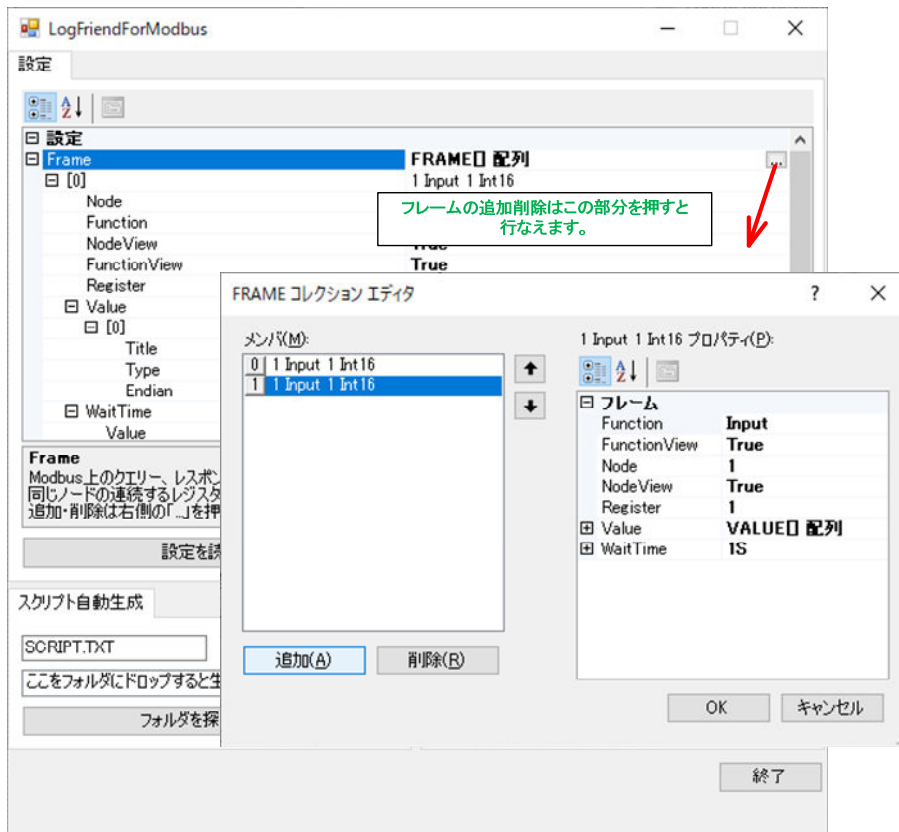 LogFriendForModbus
設定
設定
Frame FRAME[] 配列 ...
[0] 1 Input 1 Int16
Node
Function
NodeView True
FunctionView True
Register
Value
[0]
Title
Type
Endian
WaitTime
Value
フレームの追加削除はこの部分を押すと
行なえます。
Frame
Modbus上のクエリー、レスポン
同じノードの連続するレジスタ
追加・削除は右側の「...」を押
設定を読
スクリプト自動生成
SCRIPT.TXT
ここをフォルダにドロップすると生
フォルダを探
終了
FRAME コレクション エディタ
メンバ(M):
0 1 Input 1 Int16
1 1 Input 1 Int16
追加(A) 削除(R)
1 Input 1 Int16 プロパティ(P):
フレーム
Function Input
FunctionView True
Node 1
NodeView True
Register 1
Value VALUE[] 配列
WaitTime 1S
OK キャンセル